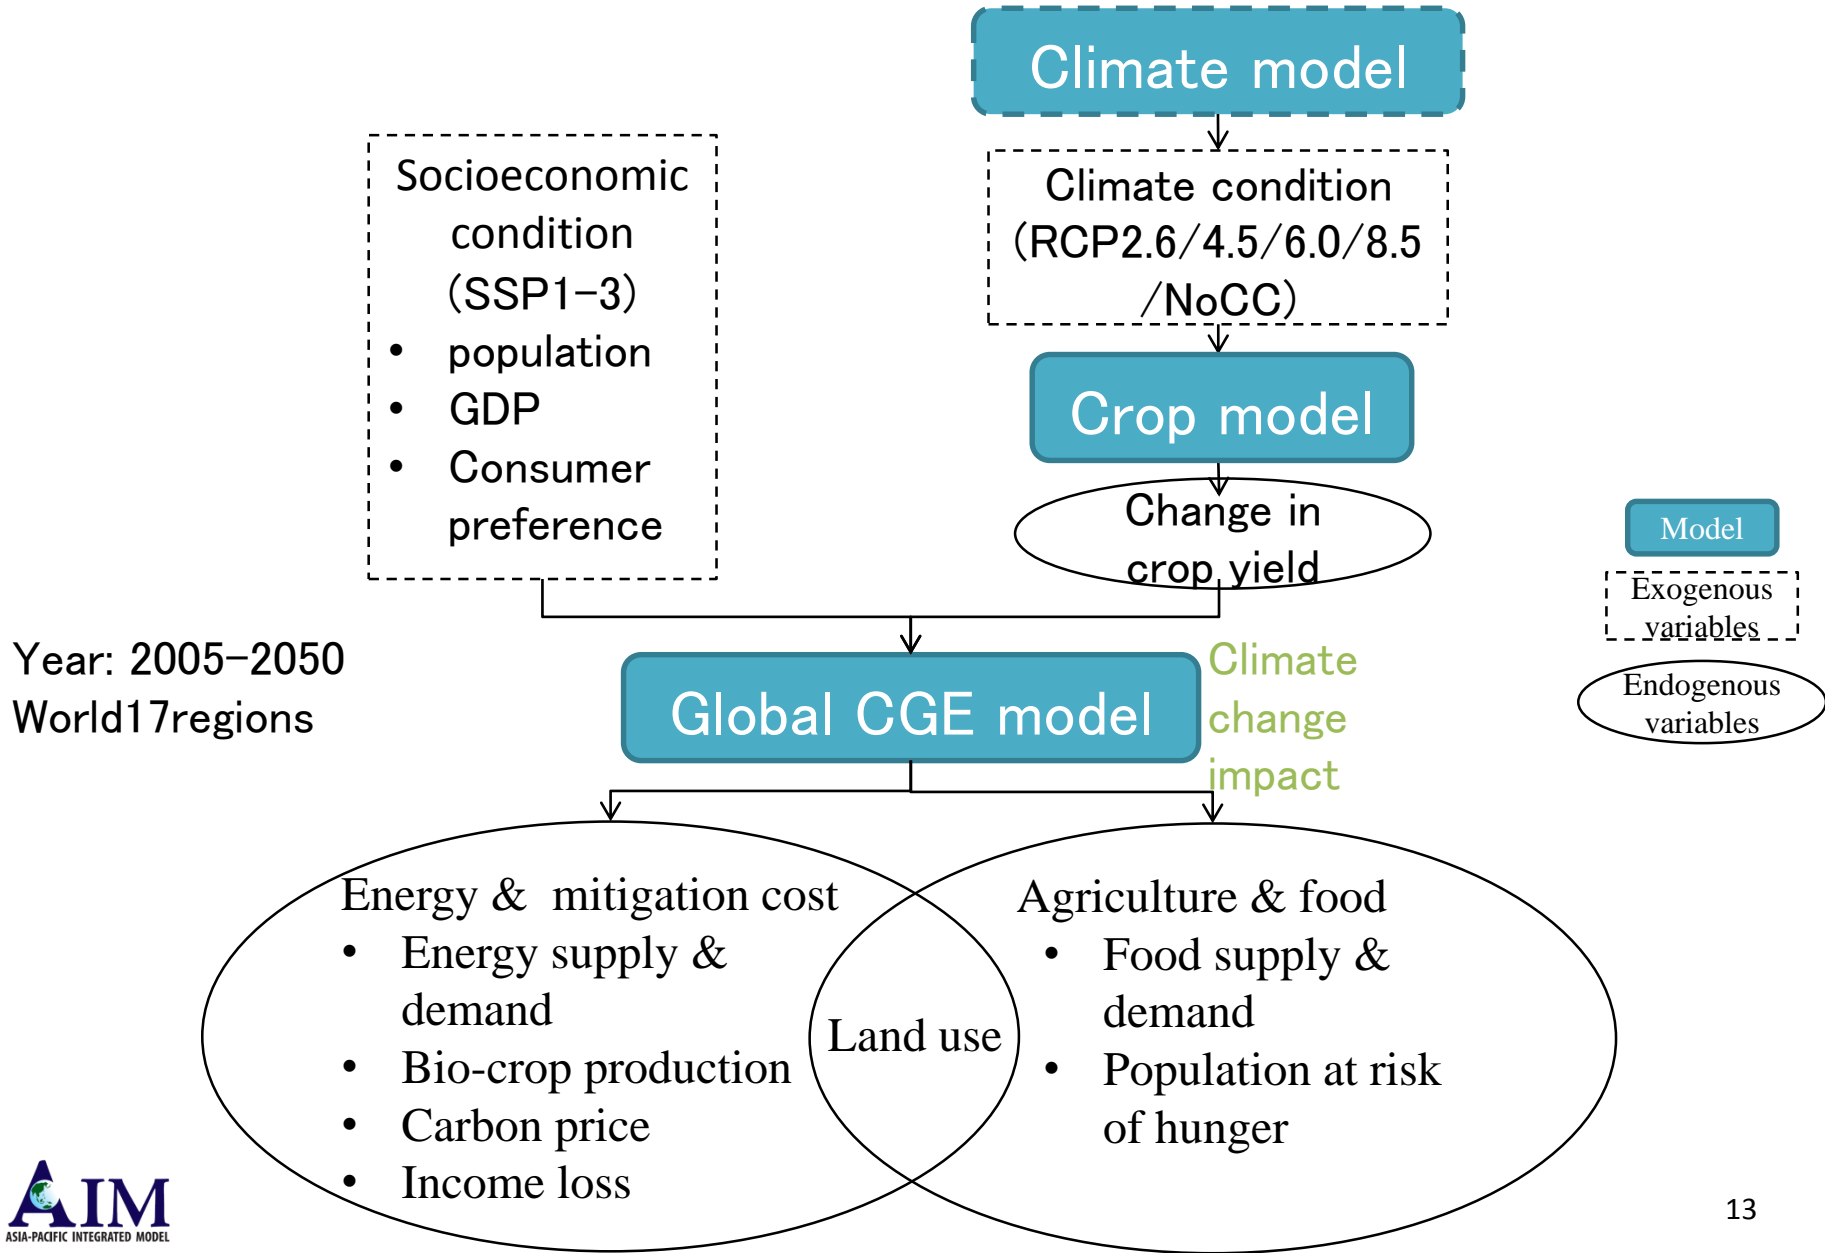 Climate model
Socioeconomic
condition
(SSP1-3)
• population
• GDP
• Consumer
preference
Climate condition
(RCP2.6/4.5/6.0/8.5
/NoCC)
Crop model
Change in
crop yield
Model
Exogenous
variables
Endogenous
variables
Year: 2005-2050
World17regions
Global CGE model
Climate
change
impact
Energy & mitigation cost
• Energy supply &
demand
• Bio-crop production
• Carbon price
• Income loss
Land use
Agriculture & food
• Food supply &
demand
• Population at risk
of hunger
AIM
ASIA-PACIFIC INTEGRATED MODEL
13